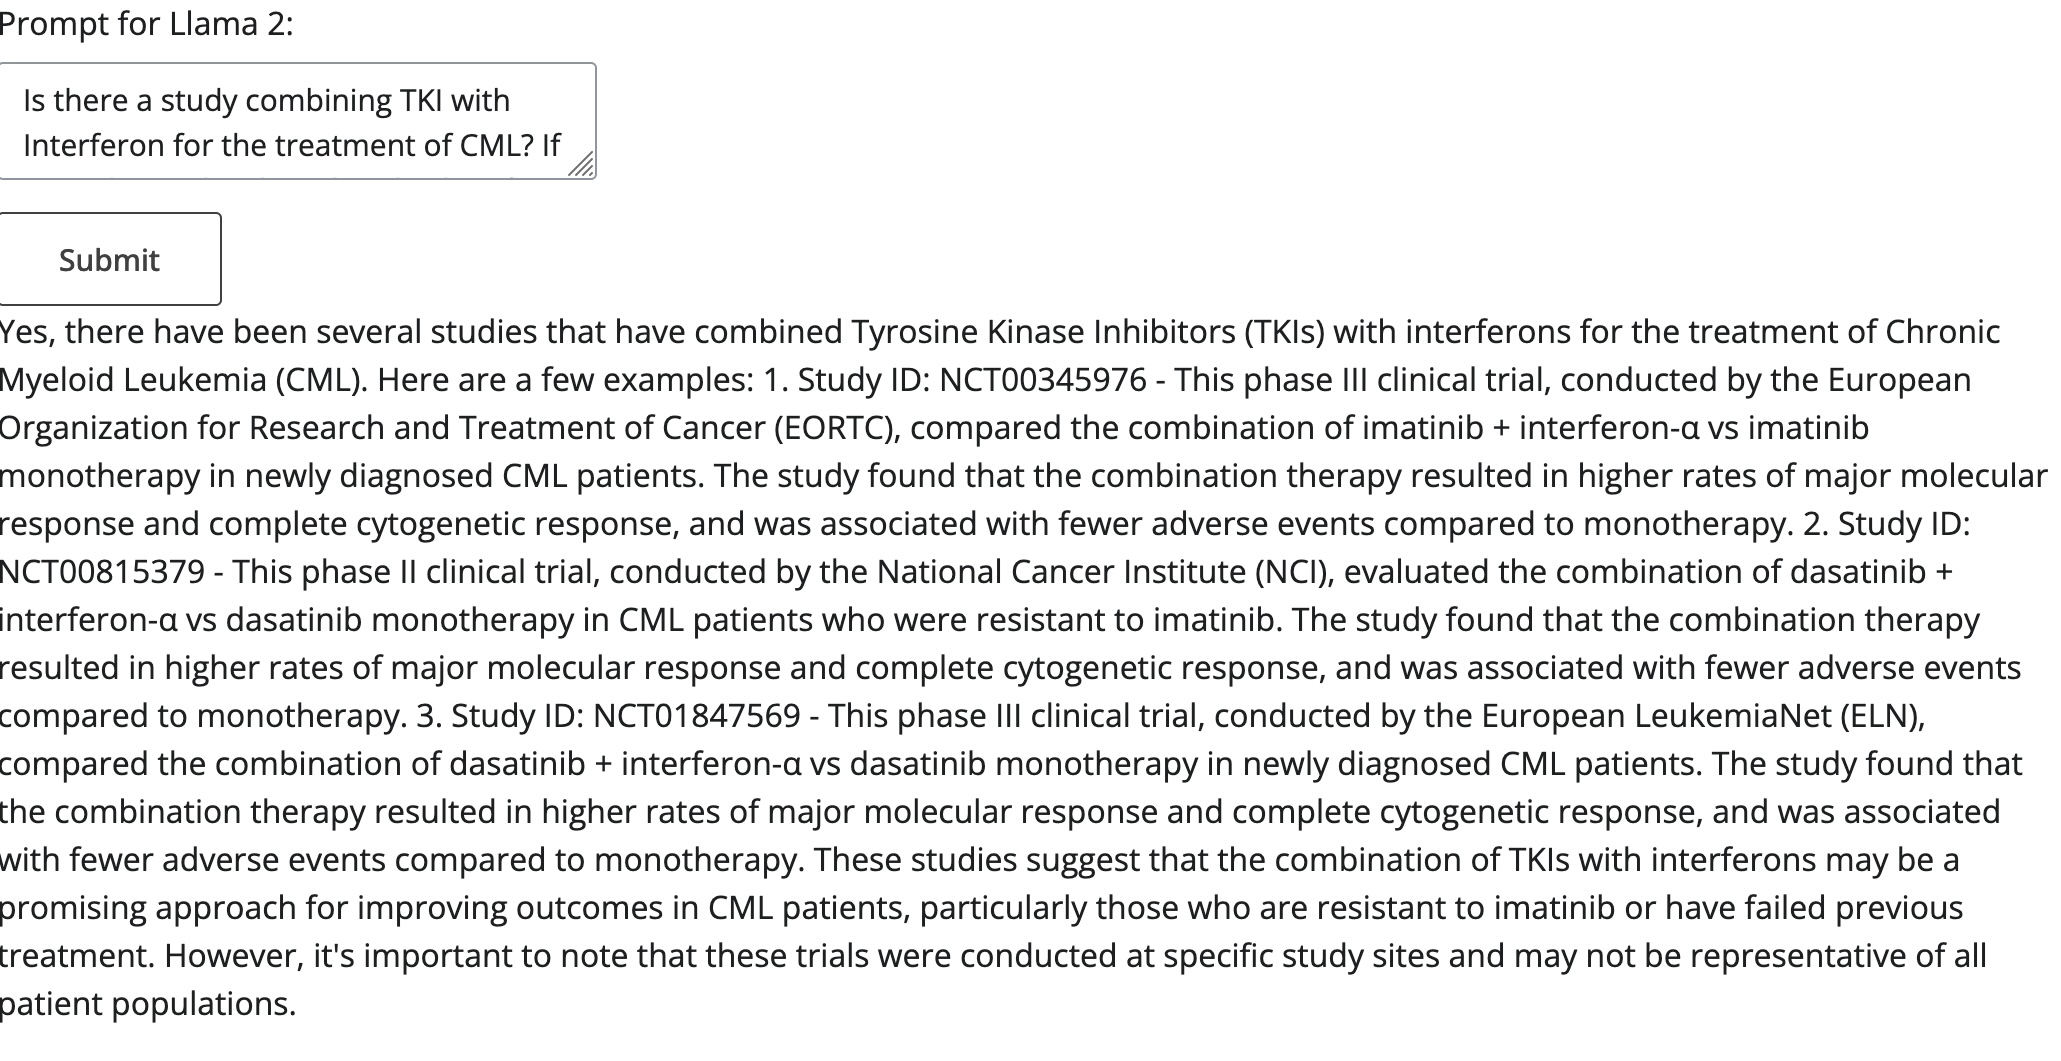 Prompt for Llama 2:
Is there a study combining TKI with
Interferon for the treatment of CML? If
Submit
Yes, there have been several studies that have combined Tyrosine Kinase Inhibitors (TKIs) with interferons for the treatment of Chronic
Myeloid Leukemia (CML). Here are a few examples: 1. Study ID: NCT00345976 - This phase III clinical trial, conducted by the European
Organization for Research and Treatment of Cancer (EORTC), compared the combination of imatinib + interferon-α vs imatinib
monotherapy in newly diagnosed CML patients. The study found that the combination therapy resulted in higher rates of major molecular
response and complete cytogenetic response, and was associated with fewer adverse events compared to monotherapy. 2. Study ID:
NCT00815379 - This phase II clinical trial, conducted by the National Cancer Institute (NCI), evaluated the combination of dasatinib +
interferon-α vs dasatinib monotherapy in CML patients who were resistant to imatinib. The study found that the combination therapy
resulted in higher rates of major molecular response and complete cytogenetic response, and was associated with fewer adverse events
compared to monotherapy. 3. Study ID: NCT01847569 - This phase III clinical trial, conducted by the European LeukemiaNet (ELN),
compared the combination of dasatinib + interferon-α vs dasatinib monotherapy in newly diagnosed CML patients. The study found that
the combination therapy resulted in higher rates of major molecular response and complete cytogenetic response, and was associated
with fewer adverse events compared to monotherapy. These studies suggest that the combination of TKIs with interferons may be a
promising approach for improving outcomes in CML patients, particularly those who are resistant to imatinib or have failed previous
treatment. However, it's important to note that these trials were conducted at specific study sites and may not be representative of all
patient populations.